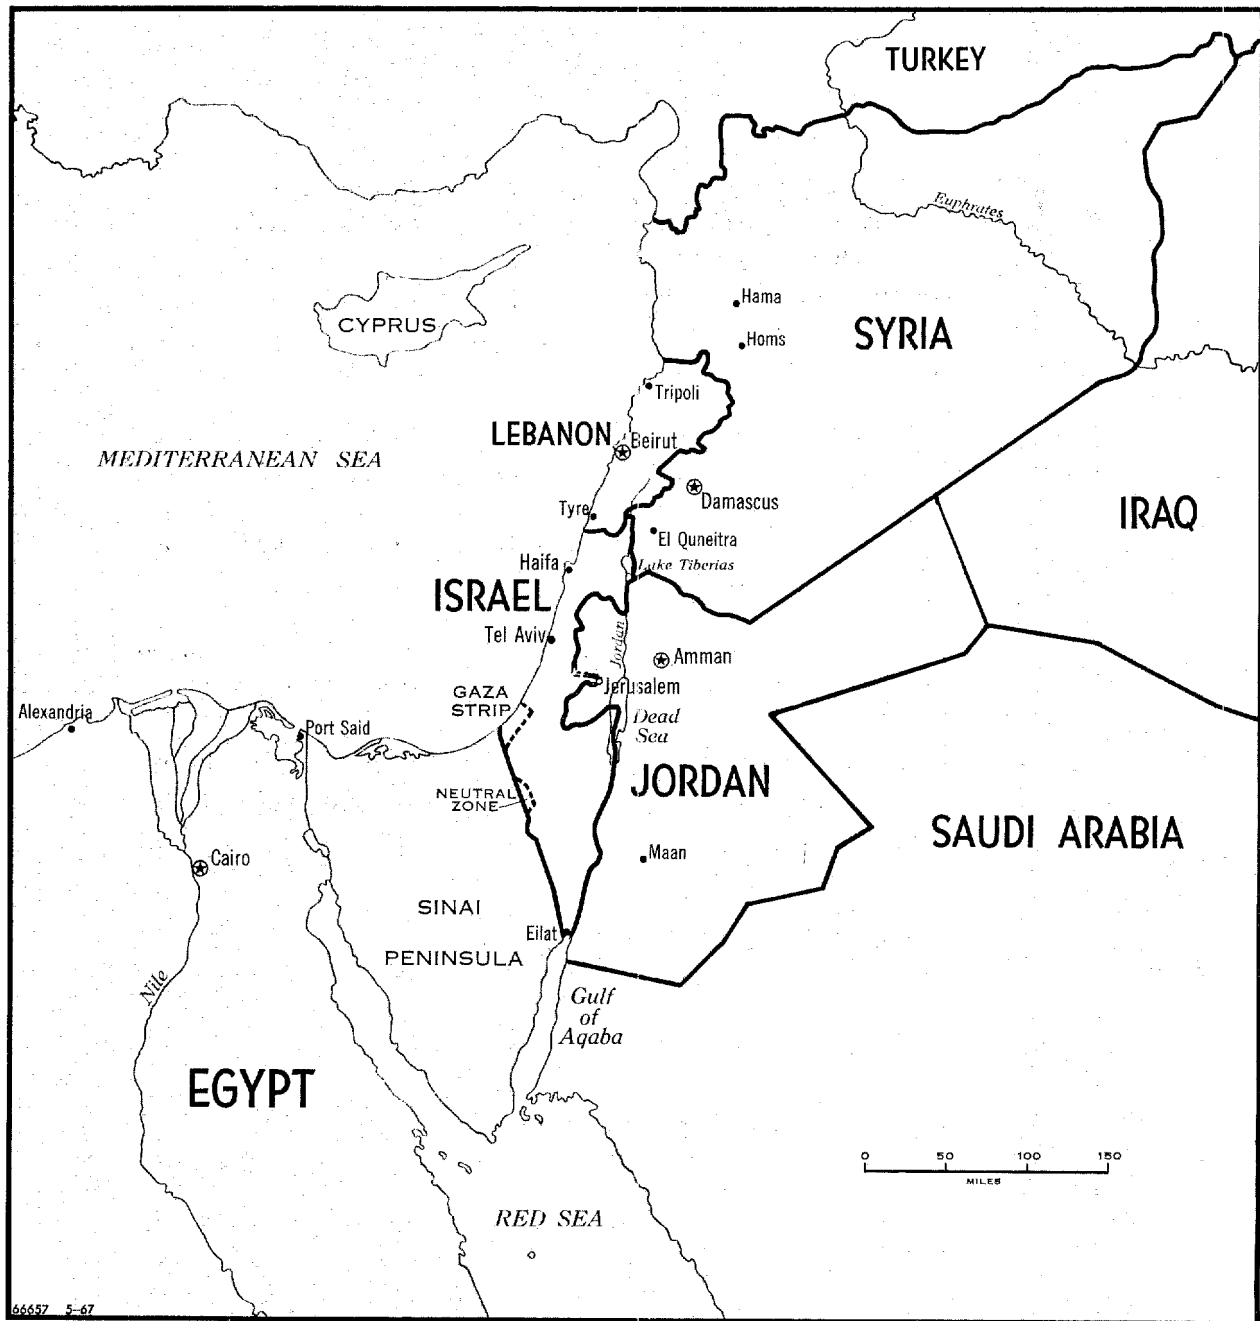 TURKEY
Euphrates
Hama
CYPRUS
Homs
SYRIA
Tripoli
LEBANON
Beirut
MEDITERRANEAN SEA
Damascus
Tyre
IRAQ
El Quneitra
Haifa
Lake Tiberias
ISRAEL
Tel Aviv
Jordan
Amman
Jerusalem
GAZA
STRIP
Alexandria
Port Said
Dead
Sea
JORDAN
NEUTRAL
ZONE
SAUDI ARABIA
Maan
Cairo
SINAI
PENINSULA
Eilat
Nile
Gulf
of
Aqaba
EGYPT
0 50 100 150
MILES
RED SEA
66657 5-67